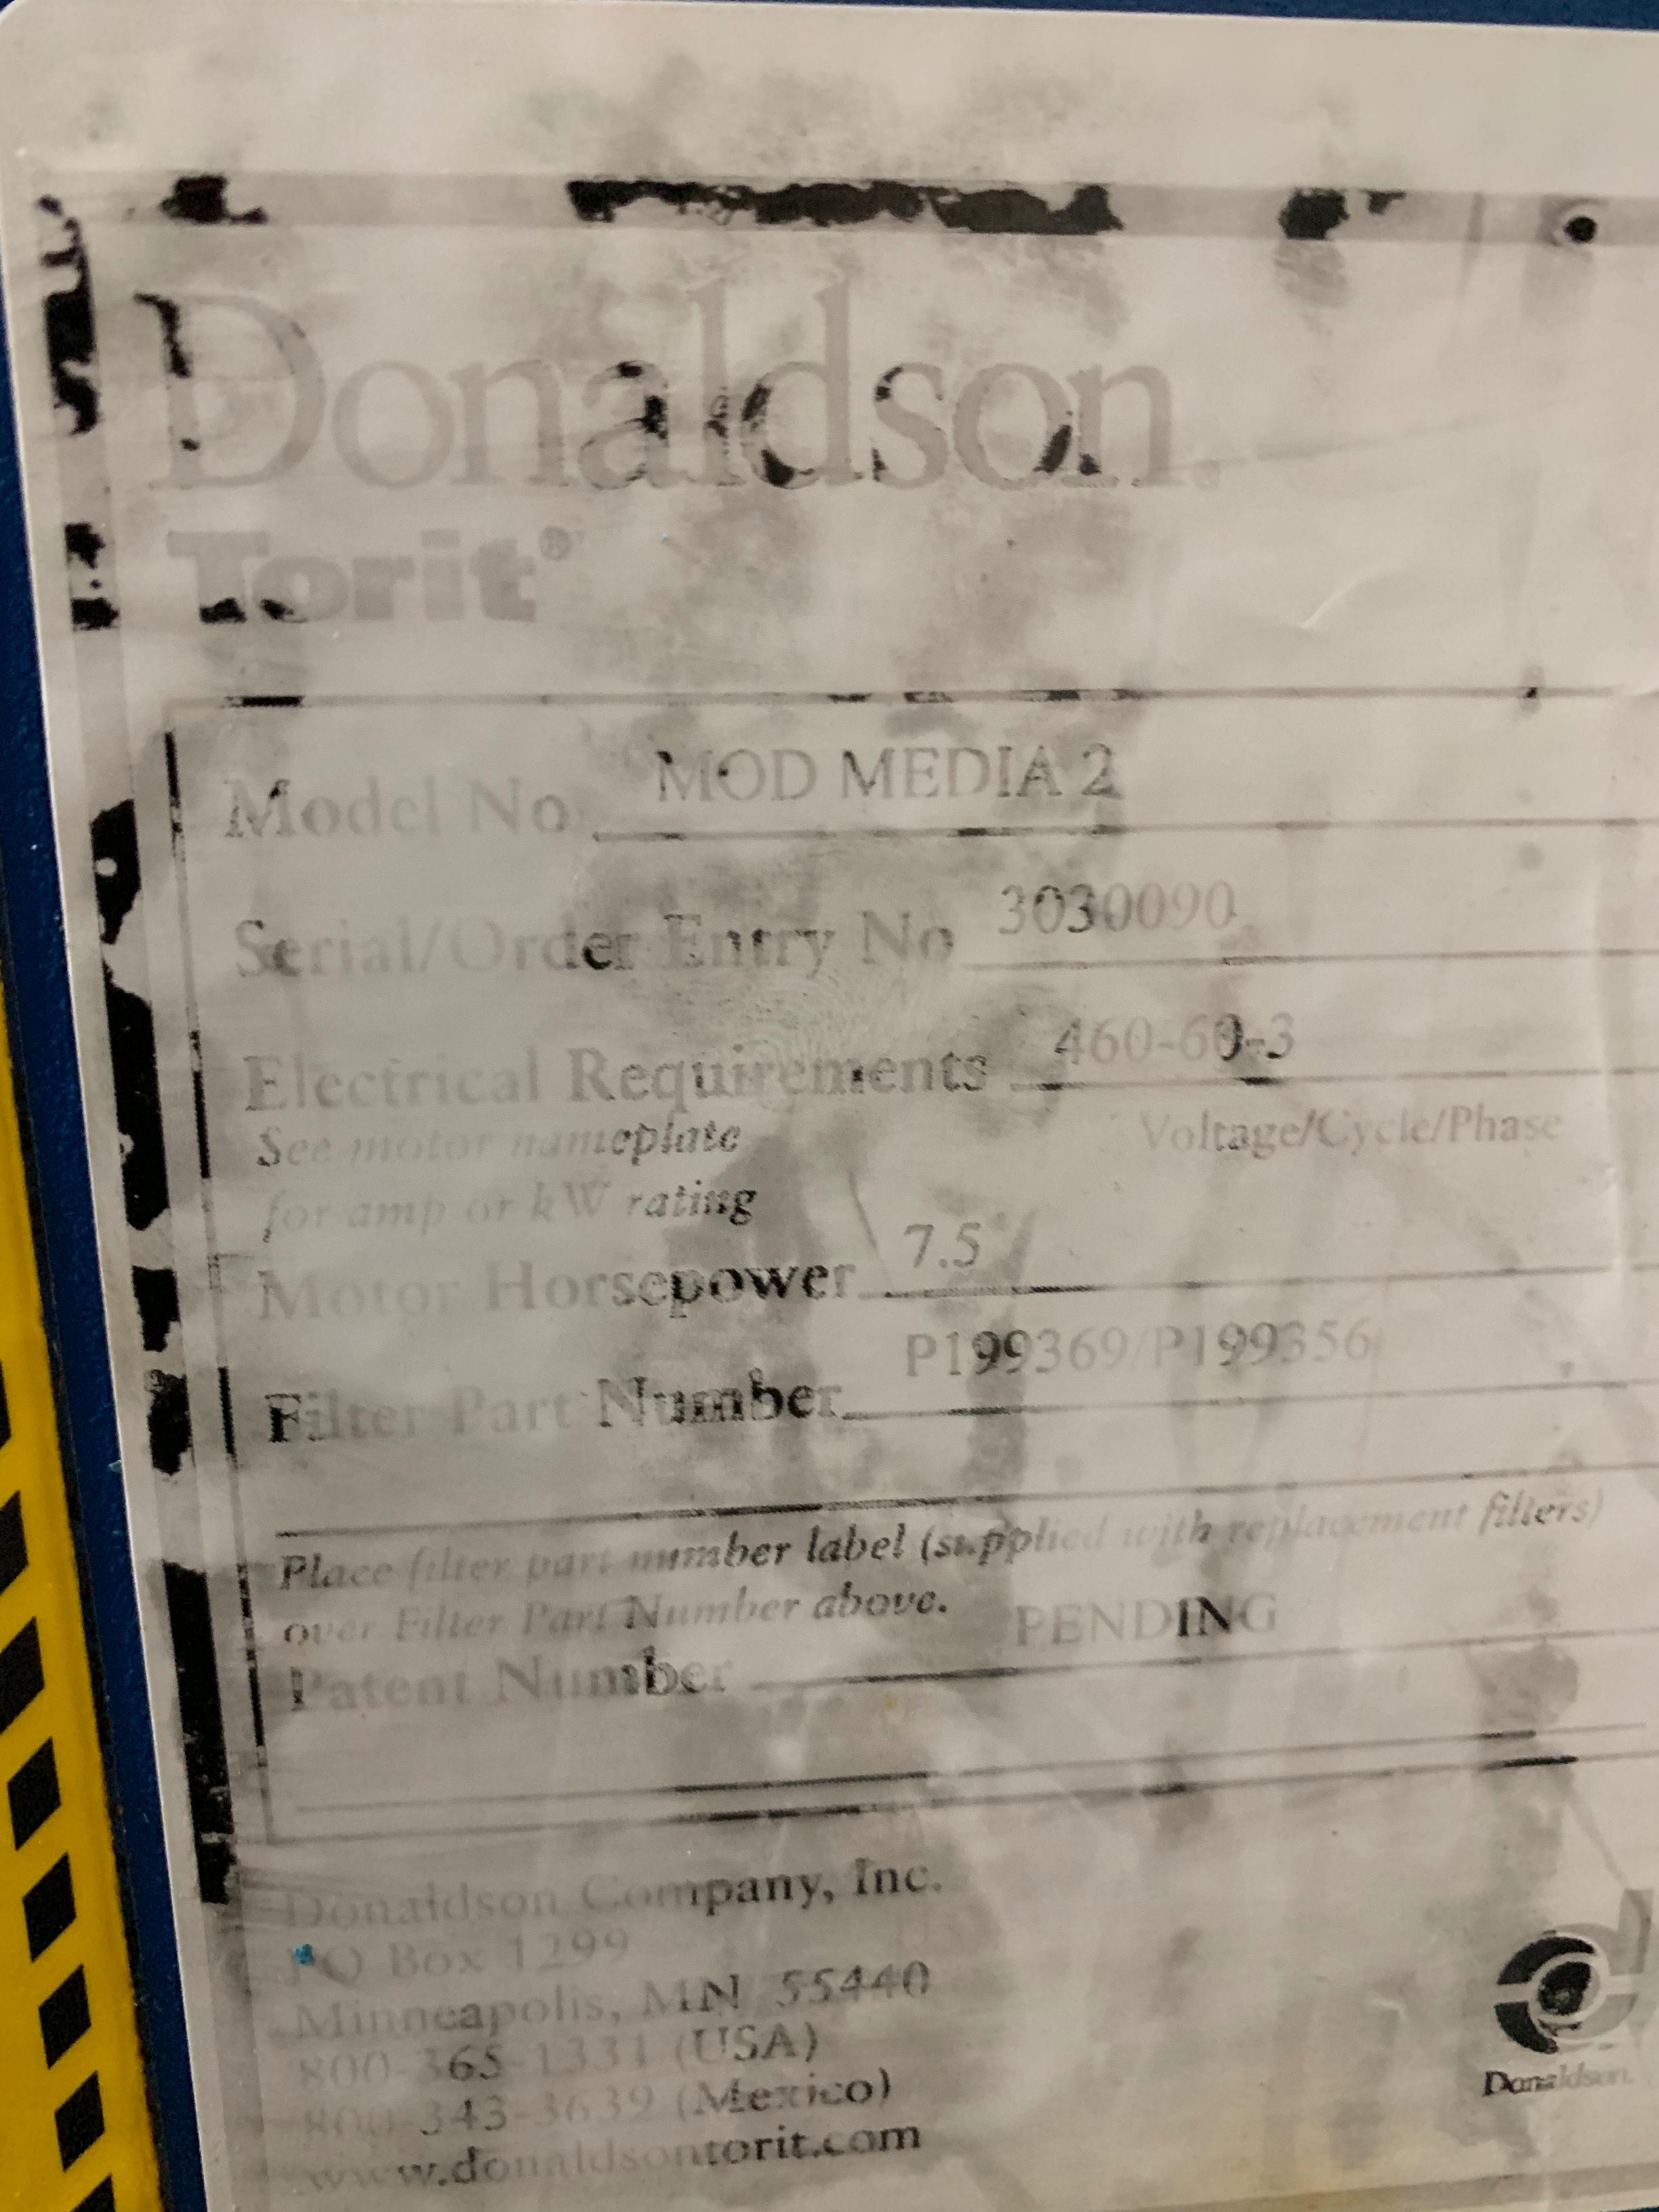 Donaldson.
Torit®
Model No. MOD MEDIA 2
Serial/Order Entry No 3030090
Electrical Requirements 460-60-3
See motor nameplate Voltage/Cycle/Phase
for amp or kW rating
Motor Horsepower 7.5
Filter Part Number P199369/P199356
Place filter part number label (supplied with replacement filters)
over Filter Part Number above.
Patent Number PENDING
Donaldson Company, Inc.
PO Box 1299
Minneapolis, MN 55440
800-365-1331 (USA)
800-343-3639 (Mexico)
www.donaldsontorit.com
Donaldson.